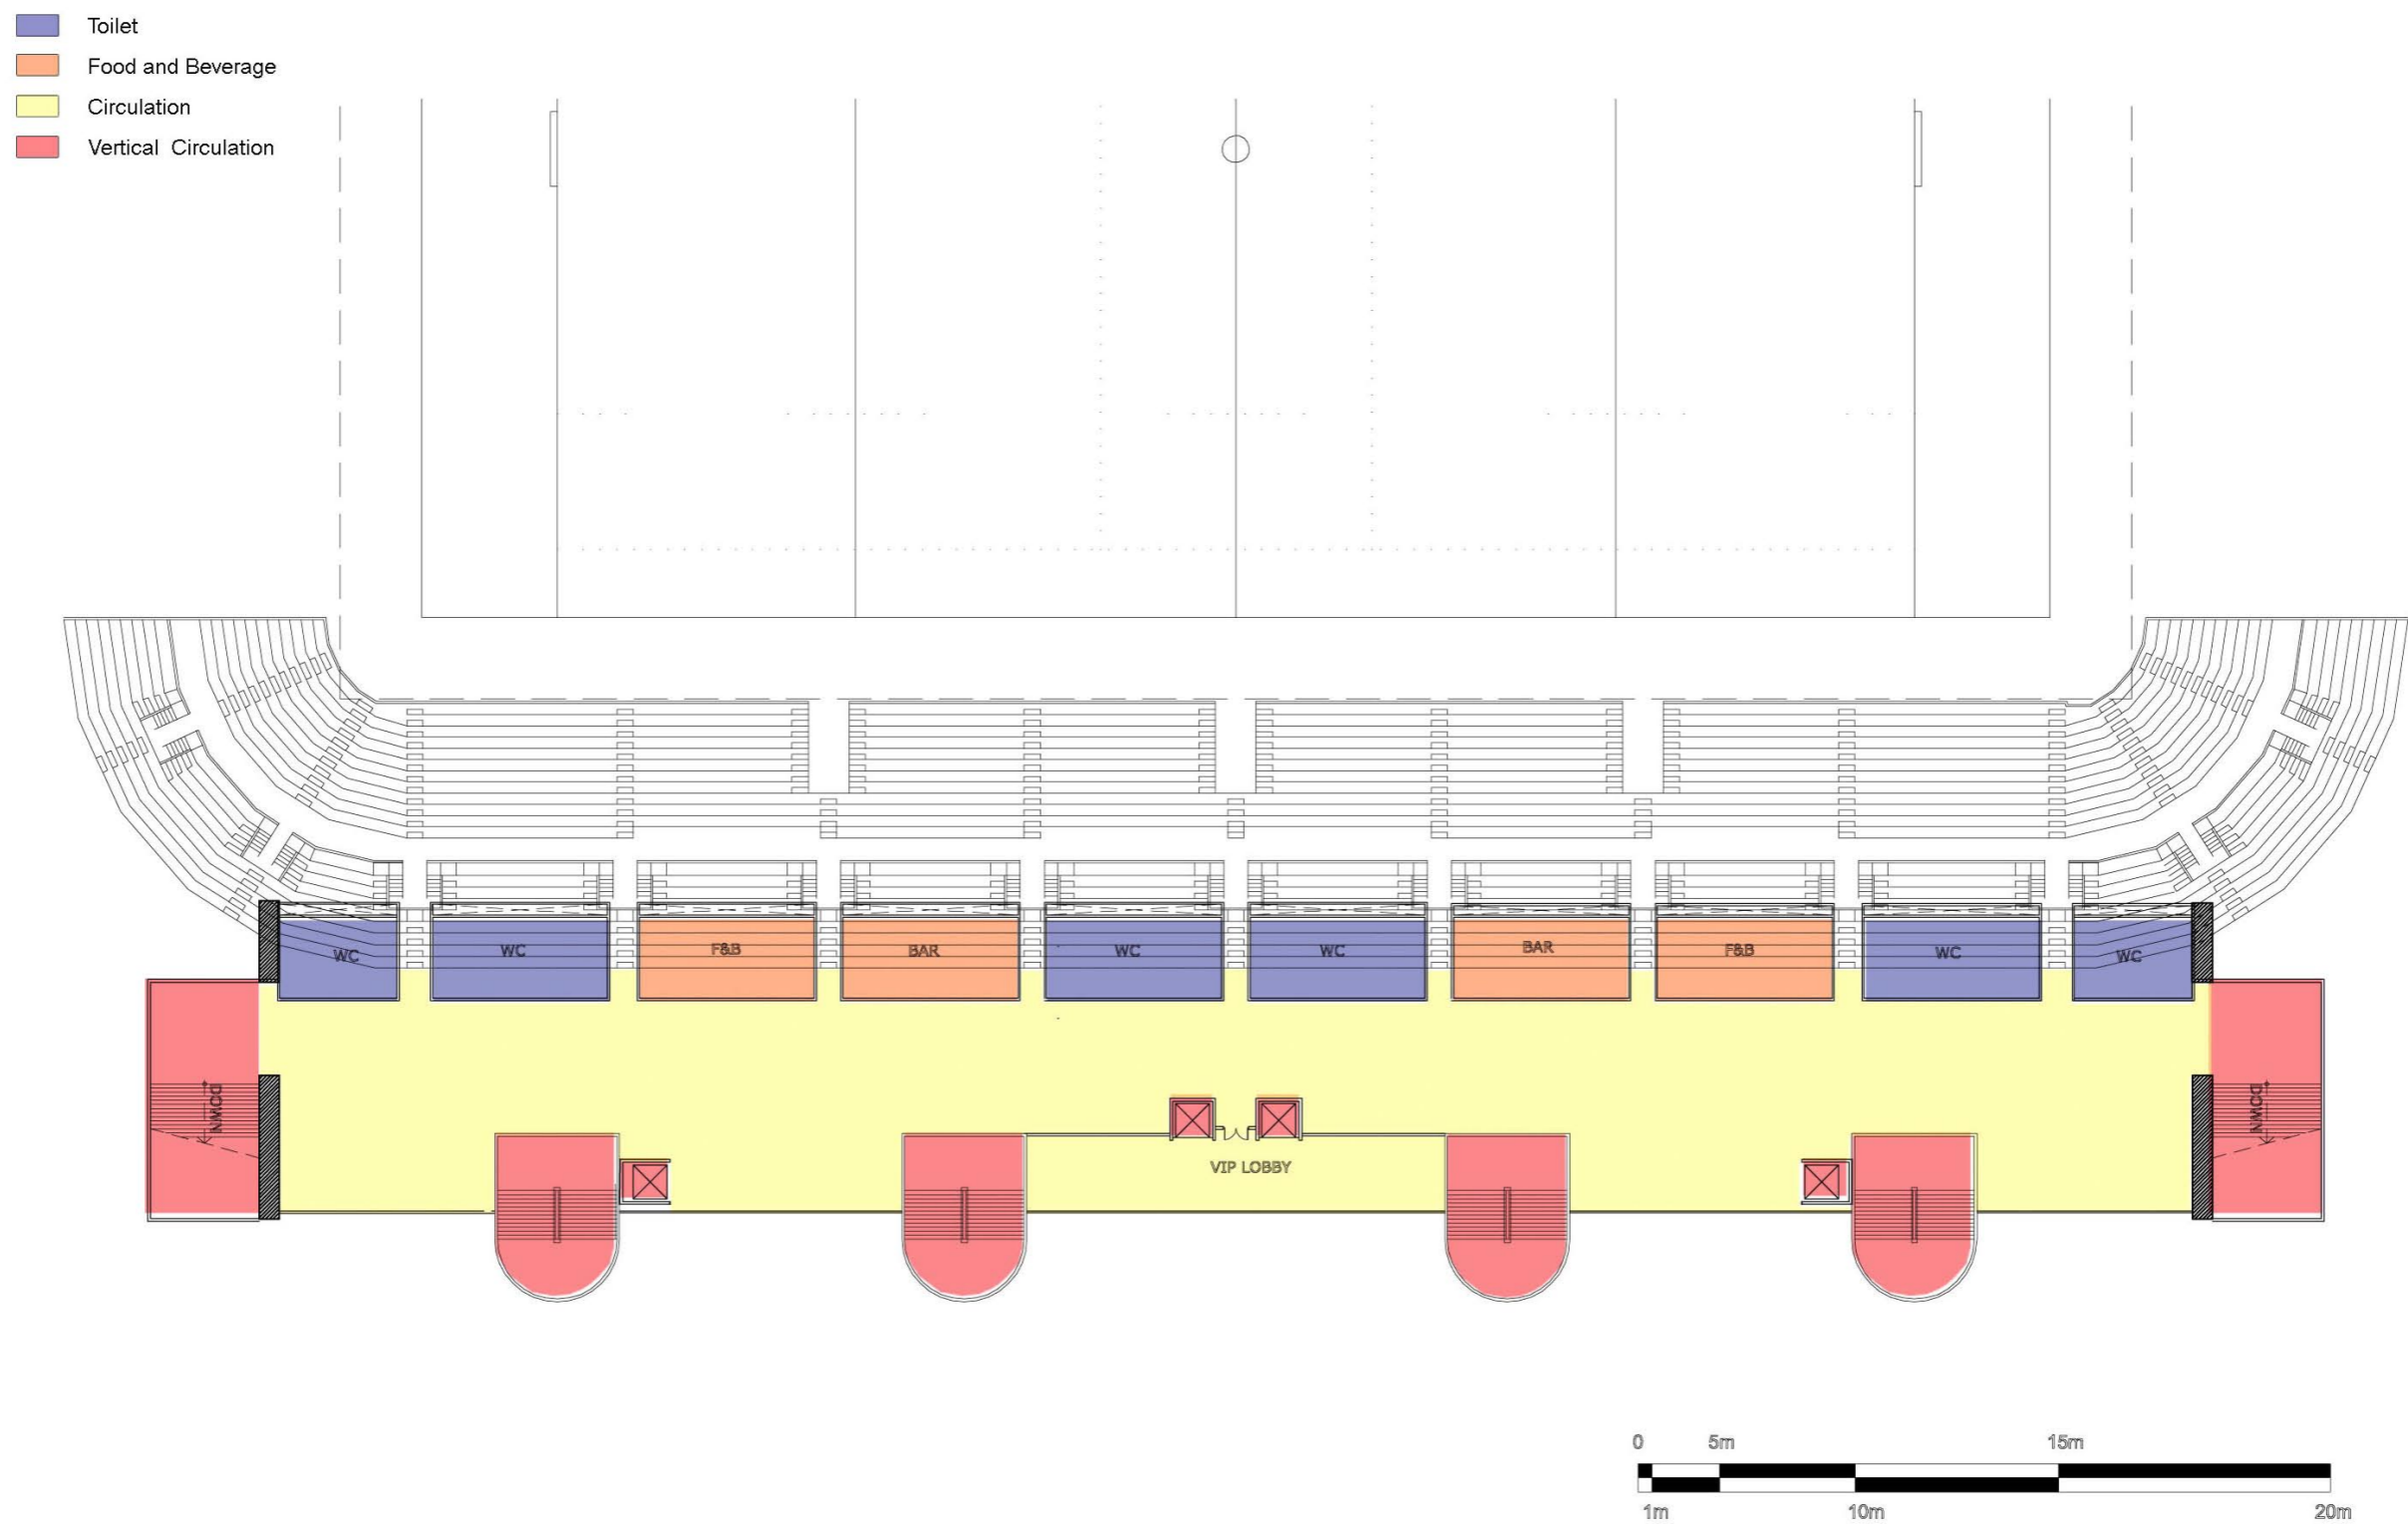 Toilet
Food and Beverage
Circulation
Vertical Circulation
WC
WC
F&B
BAR
WC
WC
BAR
F&B
WC
WC
DOWN
DOWN
VIP LOBBY
0 5m 15m
1m 10m 20m